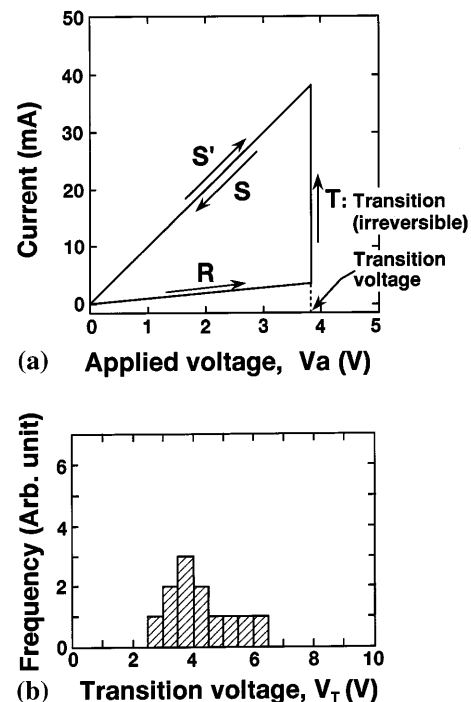 50
40
30
20
10
0
Current (mA)
S'
S
R
T: Transition
(irreversible)
Transition
voltage
0 1 2 3 4 5
(a) Applied voltage, Va (V)
6
4
2
0
Frequency (Arb. unit)
0 2 4 6 8 10
(b) Transition voltage, V_T (V)